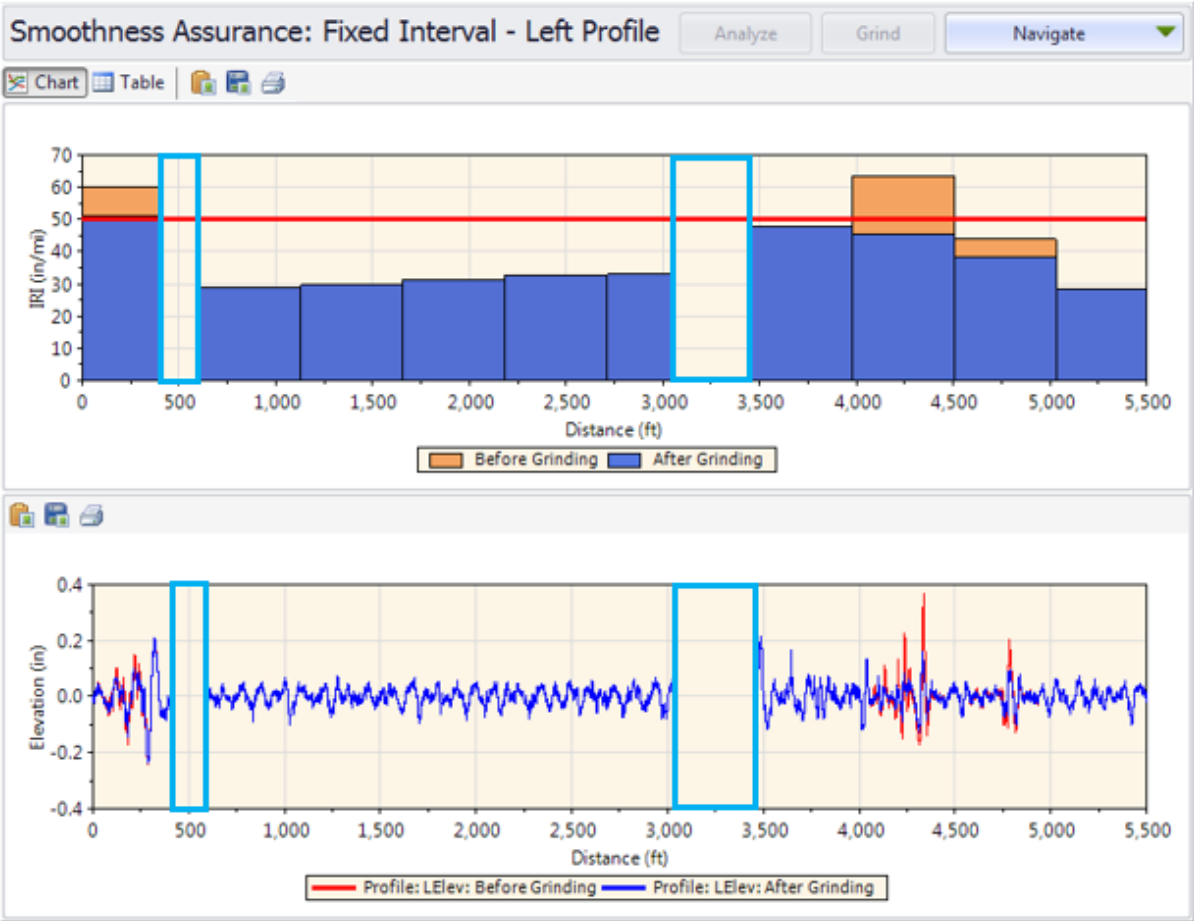 Smoothness Assurance: Fixed Interval - Left Profile Analyze Grind Navigate
Chart Table
70
60
50
40
30
20
10
0
IRI (in/mi)
0 500 1,000 1,500 2,000 2,500 3,000 3,500 4,000 4,500 5,000 5,500
Distance (ft)
Before Grinding After Grinding
0.4
0.2
0.0
-0.2
-0.4
Elevation (in)
0 500 1,000 1,500 2,000 2,500 3,000 3,500 4,000 4,500 5,000 5,500
Distance (ft)
Profile: LElev: Before Grinding Profile: LElev: After Grinding